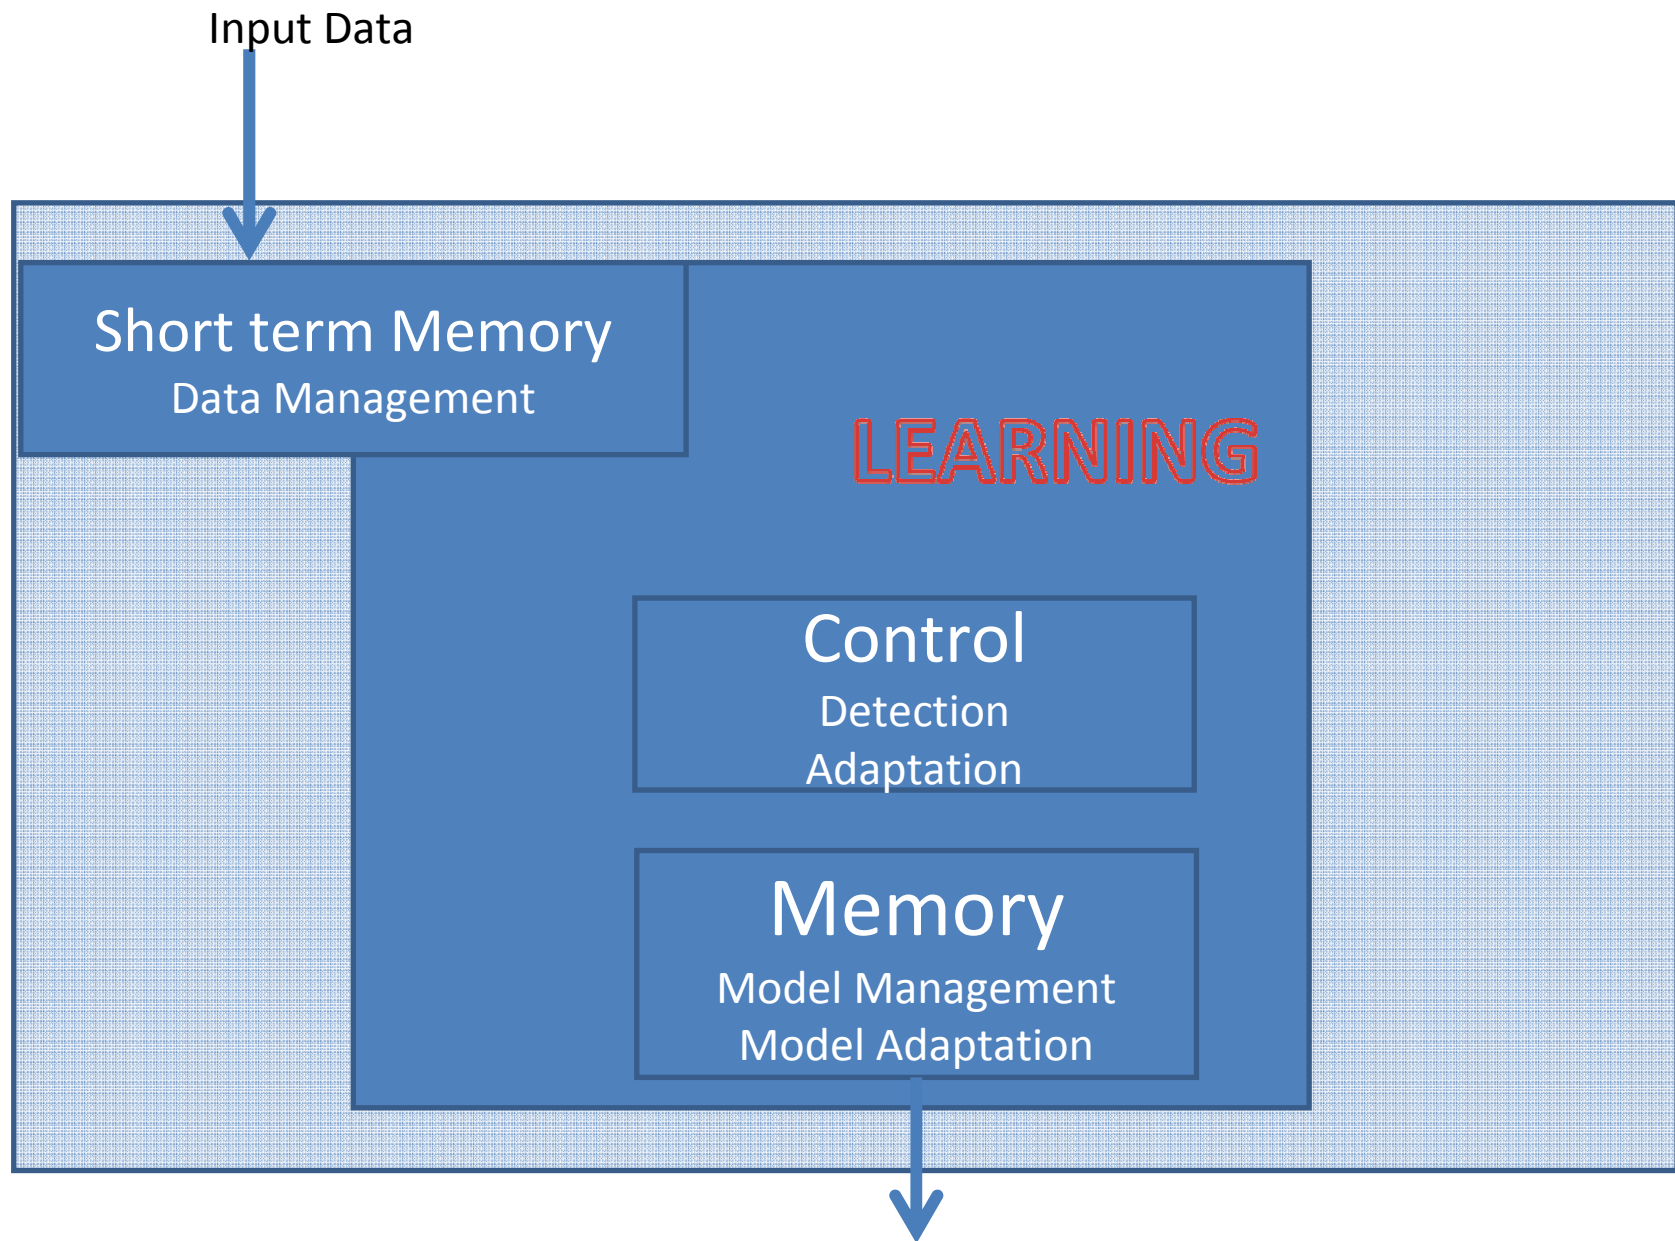 Input Data
Short term Memory
Data Management
LEARNING
Control
Detection
Adaptation
Memory
Model Management
Model Adaptation